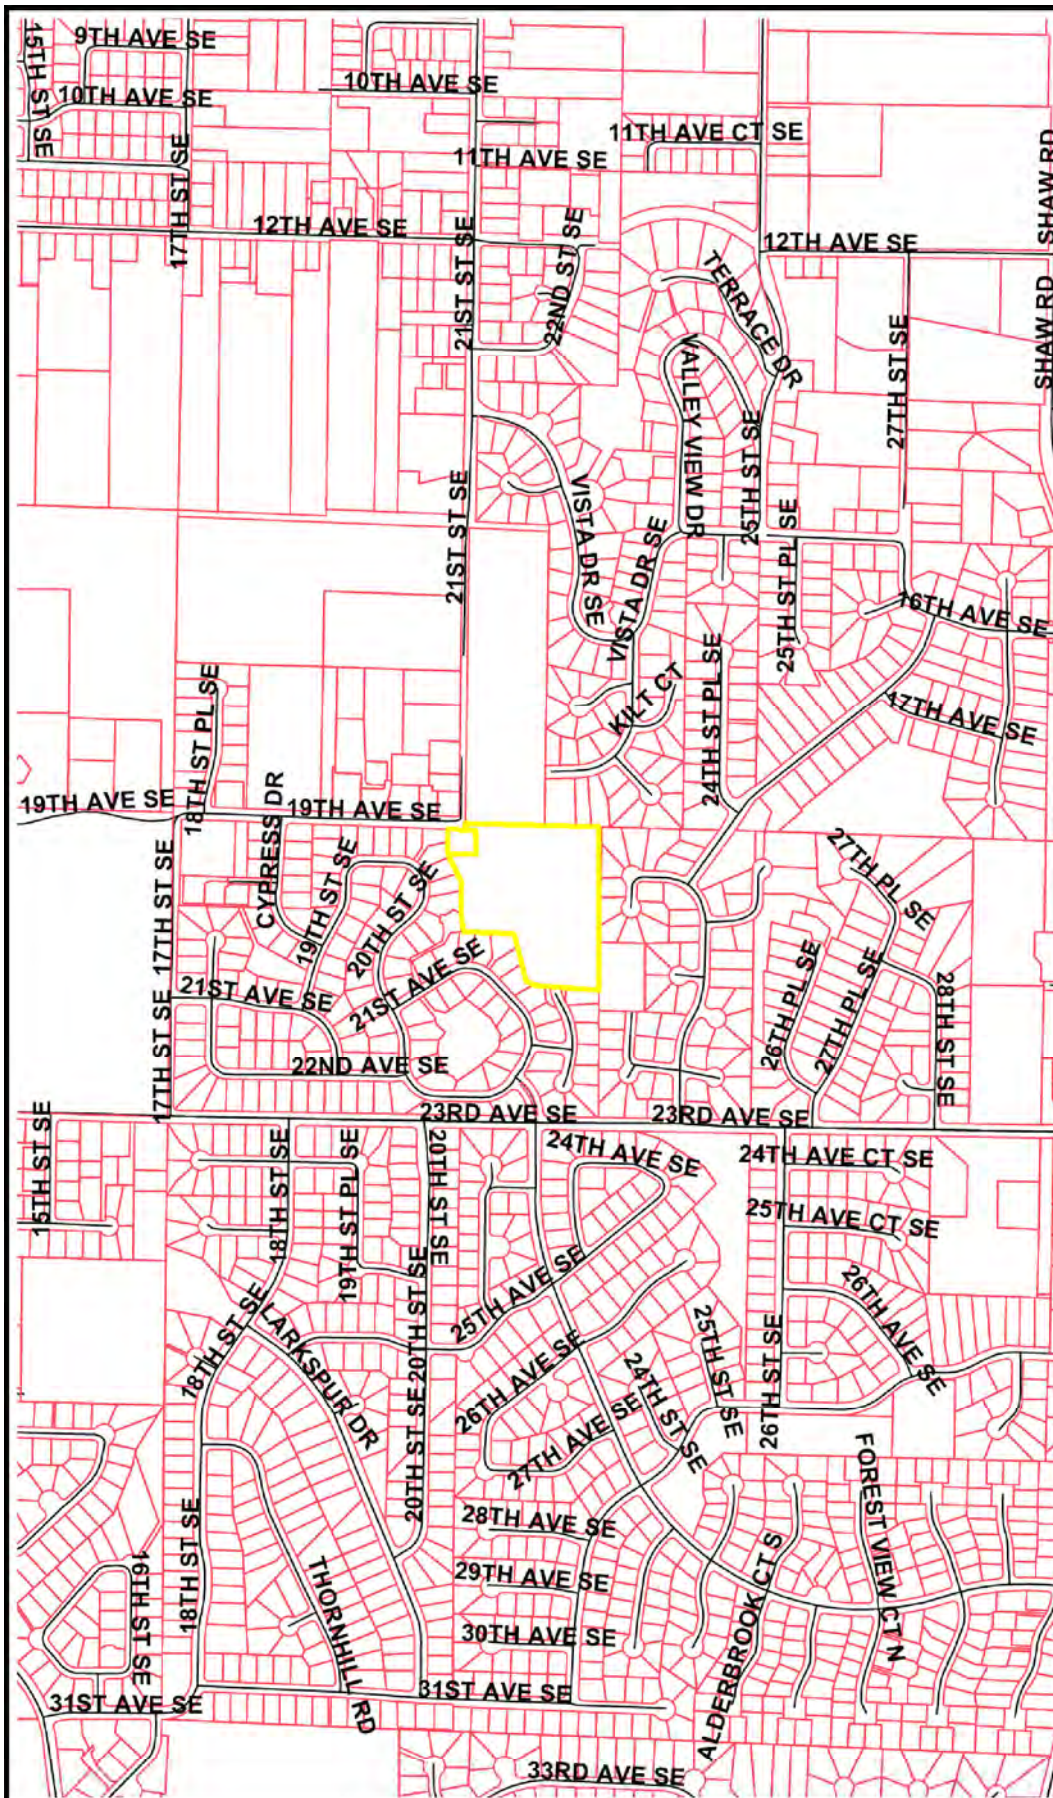 15TH ST SE
9TH AVE SE
10TH AVE SE
10TH AVE SE
17TH ST SE
11TH AVE SE
11TH AVE CT SE
SHAW RD
12TH AVE SE
21ST ST SE
22ND ST SE
12TH AVE SE
TERRACE DR
SHAW RD
VALLEY VIEW DR
27TH ST SE
25TH ST SE
21ST ST SE
VISTA DR SE
VISTA DR SE
25TH ST PL SE
16TH AVE SE
18TH ST PL SE
KILT CT
24TH ST PL SE
17TH AVE SE
19TH AVE SE
CYPRESS DR
19TH AVE SE
17TH ST SE
19TH ST SE
20TH ST SE
27TH PL SE
21ST AVE SE
21ST AVE SE
26TH PL SE
27TH PL SE
28TH ST SE
17TH ST SE
22ND AVE SE
23RD AVE SE
23RD AVE SE
15TH ST SE
18TH ST SE
19TH ST PL SE
20TH ST SE
24TH AVE SE
24TH AVE CT SE
25TH AVE CT SE
18TH ST SE
LARKSPUR DR
20TH ST SE
25TH AVE SE
26TH AVE SE
26TH AVE SE
25TH ST SE
26TH ST SE
24TH ST SE
20TH ST SE
27TH AVE SE
FOREST VIEW CT N
18TH ST SE
28TH AVE SE
29TH AVE SE
30TH AVE SE
16TH ST SE
THORNHILL RD
ALDERBROOK CT S
31ST AVE SE
31ST AVE SE
33RD AVE SE